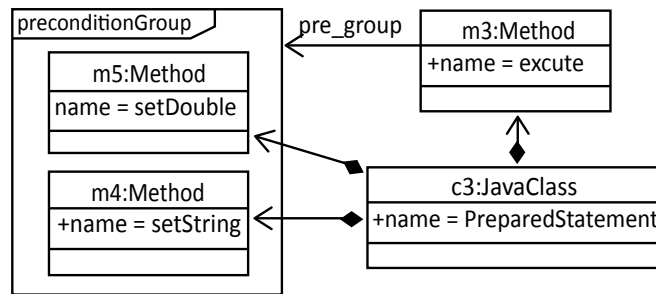 preconditionGroup
pre_group
m3:Method
+name = excute
m5:Method
name = setDouble
m4:Method
+name = setString
c3:JavaClass
+name = PreparedStatement